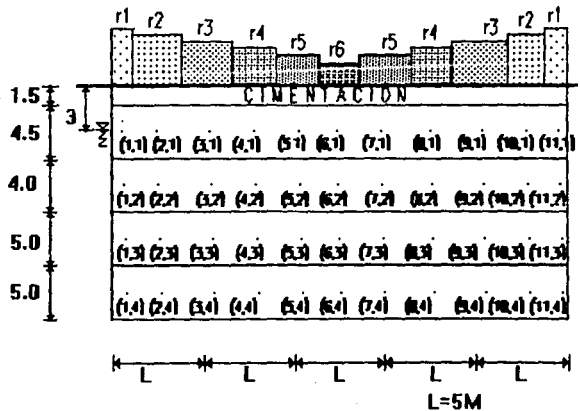 r1 r2 r3 r4 r5 r6 r5 r4 r3 r2 r1
CIMENTACION
1.5
3
4.5
(1,1) (2,1) (3,1) (4,1) (5,1) (6,1) (7,1) (8,1) (9,1) (10,1) (11,1)
4.0
(1,2) (2,2) (3,2) (4,2) (5,2) (6,2) (7,2) (8,2) (9,2) (10,2) (11,2)
5.0
(1,3) (2,3) (3,3) (4,3) (5,3) (6,3) (7,3) (8,3) (9,3) (10,3) (11,3)
5.0
(1,4) (2,4) (3,4) (4,4) (5,4) (6,4) (7,4) (8,4) (9,4) (10,4) (11,4)
L L L L L
L=5M